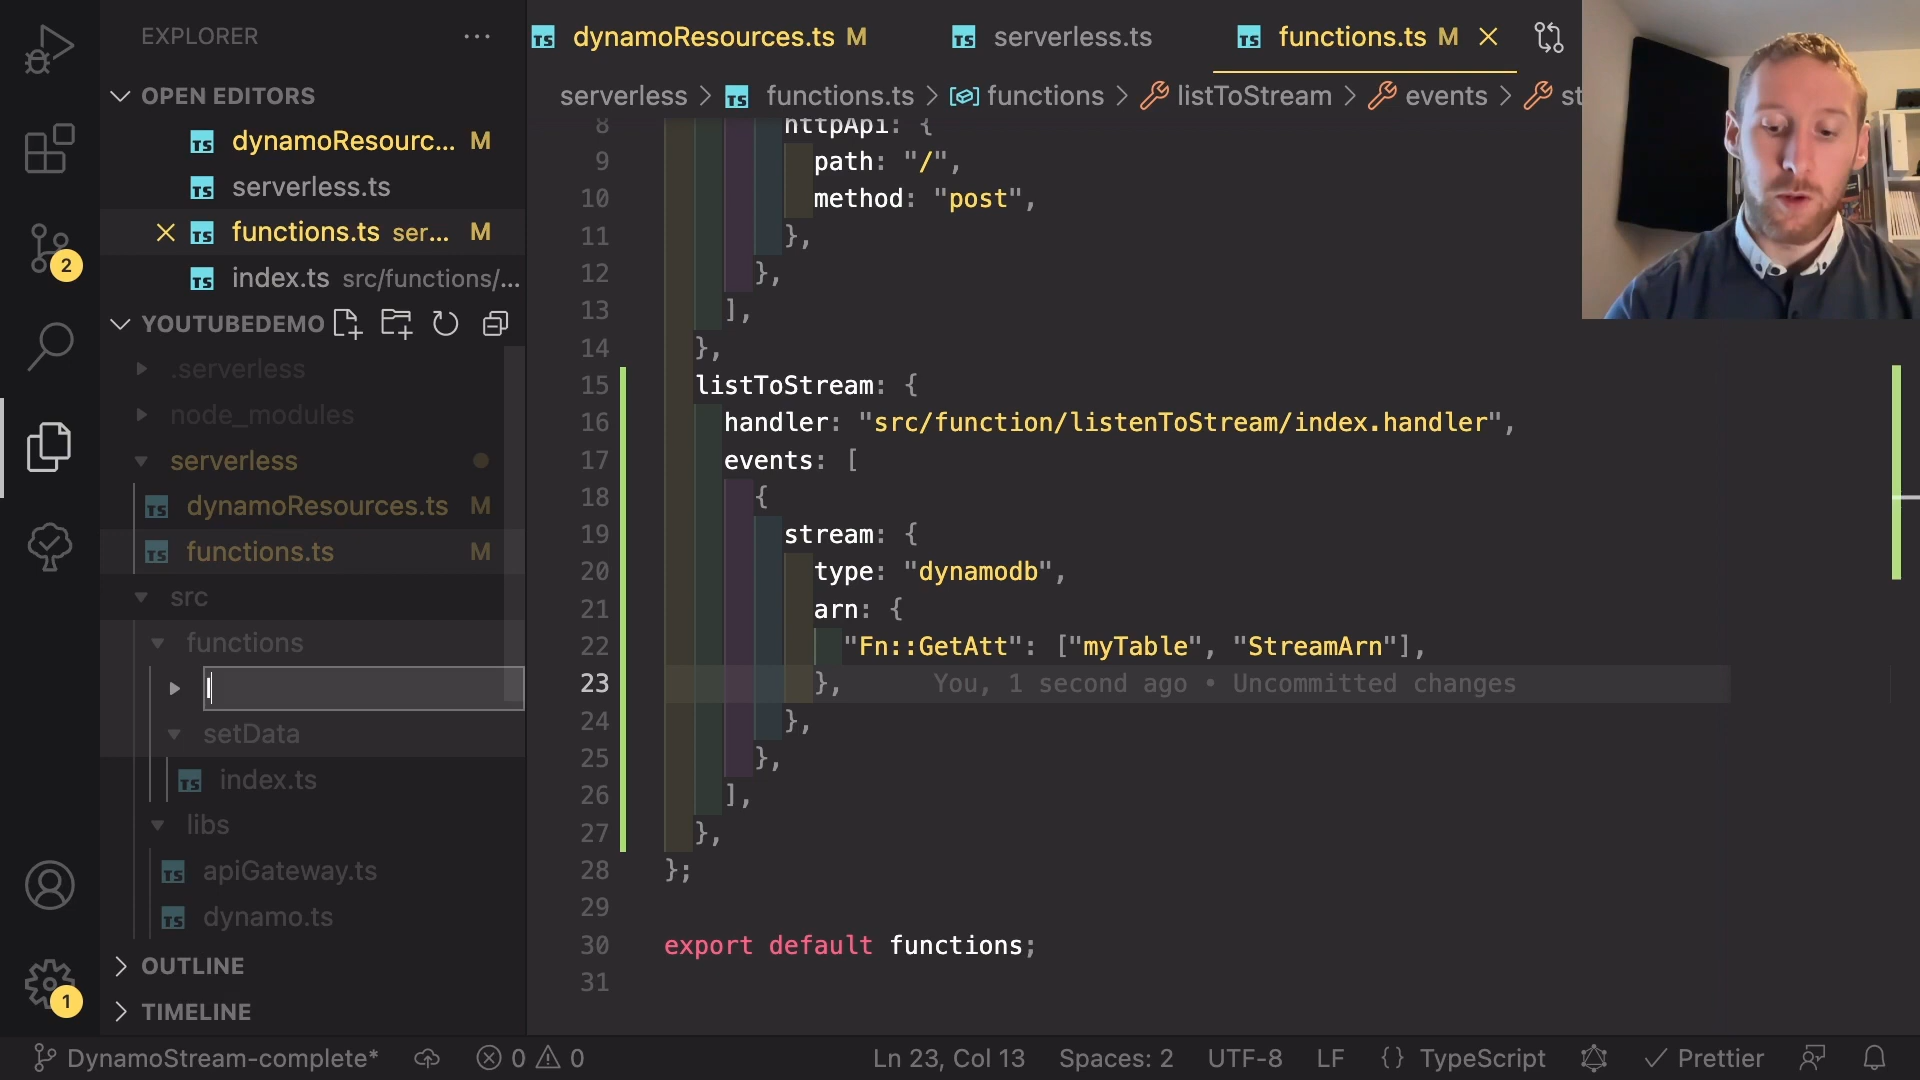 EXPLORER
OPEN EDITORS
dynamoResourc... M
serverless.ts
functions.ts ser... M
index.ts src/functions/...
YOUTUBEDEMO
.serverless
node_modules
serverless
dynamoResources.ts M
functions.ts M
src
functions
l
setData
index.ts
libs
apiGateway.ts
dynamo.ts
OUTLINE
TIMELINE
2
1
dynamoResources.ts M
serverless.ts
functions.ts M
serverless > functions.ts > functions > listToStream > events > st
8 httpApi: {
9 path: "/",
10 method: "post",
11 },
12 },
13 ],
14 },
15 listToStream: {
16 handler: "src/function/listenToStream/index.handler",
17 events: [
18 {
19 stream: {
20 type: "dynamodb",
21 arn: {
22 "Fn::GetAtt": ["myTable", "StreamArn"],
23 }, You, 1 second ago • Uncommitted changes
24 },
25 },
26 ],
27 },
28 };
29
30 export default functions;
31
DynamoStream-complete* 0 0 Ln 23, Col 13 Spaces: 2 UTF-8 LF {} TypeScript Prettier